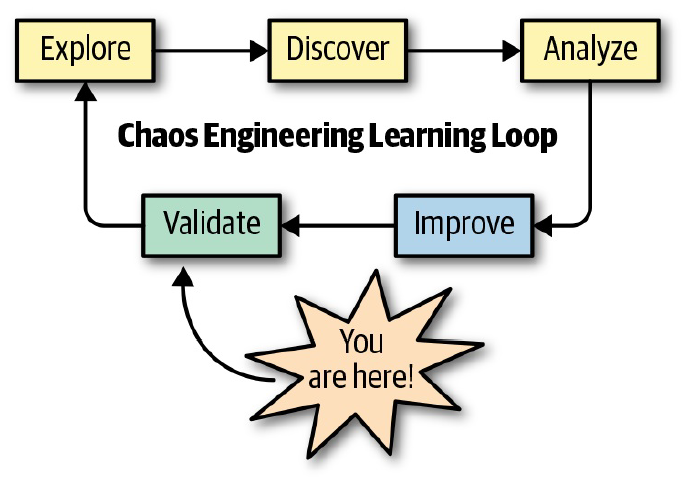 Explore
Discover
Analyze
Chaos Engineering Learning Loop
Validate
Improve
You
are here!